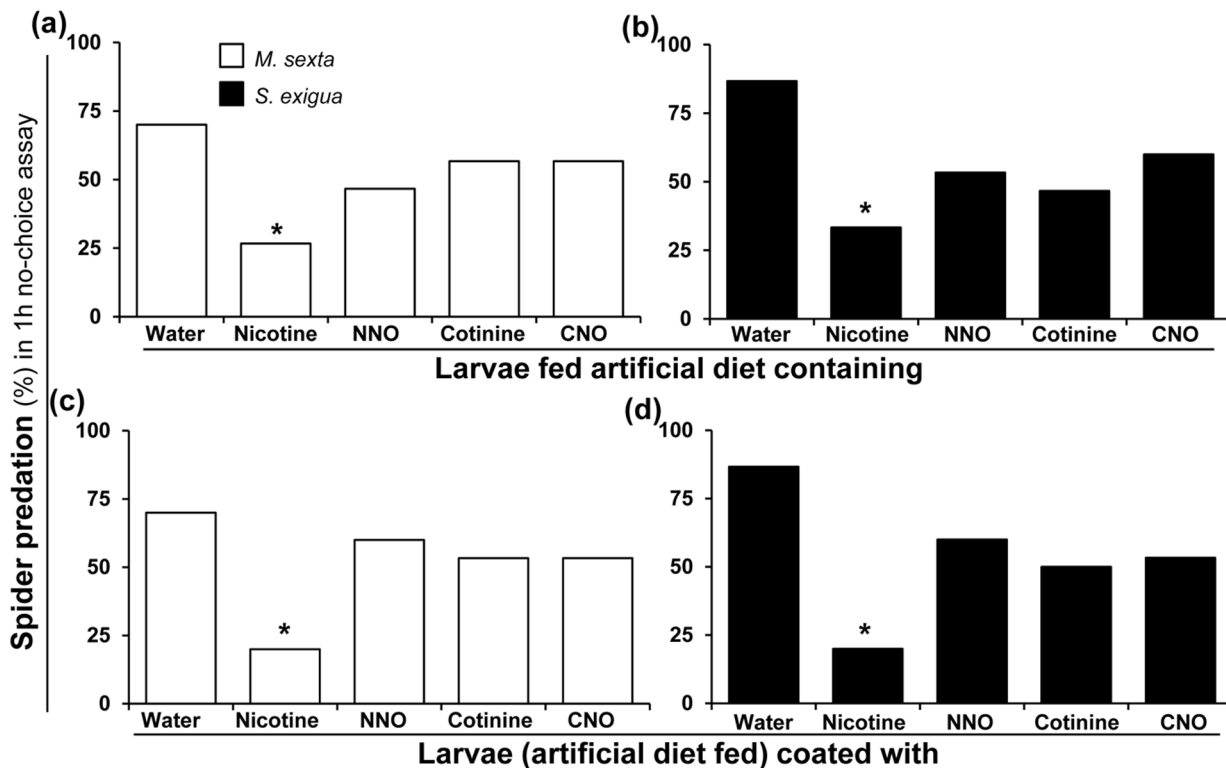 (a)
100
75
50
25
0
M. sexta
S. exigua
*
Water Nicotine NNO Cotinine CNO
(b)
100
75
50
25
0
*
Water Nicotine NNO Cotinine CNO
Larvae fed artificial diet containing
Spider predation (%) in 1h no-choice assay
(c)
100
75
50
25
0
*
Water Nicotine NNO Cotinine CNO
(d)
100
75
50
25
0
*
Water Nicotine NNO Cotinine CNO
Larvae (artificial diet fed) coated with